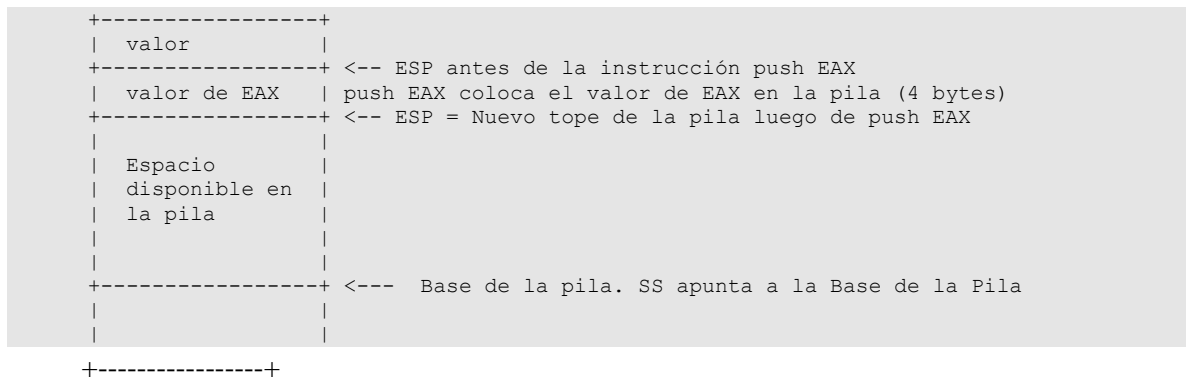 +-----------------+
|  valor          |
+-----------------+ <-- ESP antes de la instrucción push EAX
|  valor de EAX   | push EAX coloca el valor de EAX en la pila (4 bytes)
+-----------------+ <-- ESP = Nuevo tope de la pila luego de push EAX
|                 |
|  Espacio        |
|  disponible en  |
|  la pila        |
|                 |
|                 |
+-----------------+ <---  Base de la pila. SS apunta a la Base de la Pila
|                 |
|                 |
+-----------------+